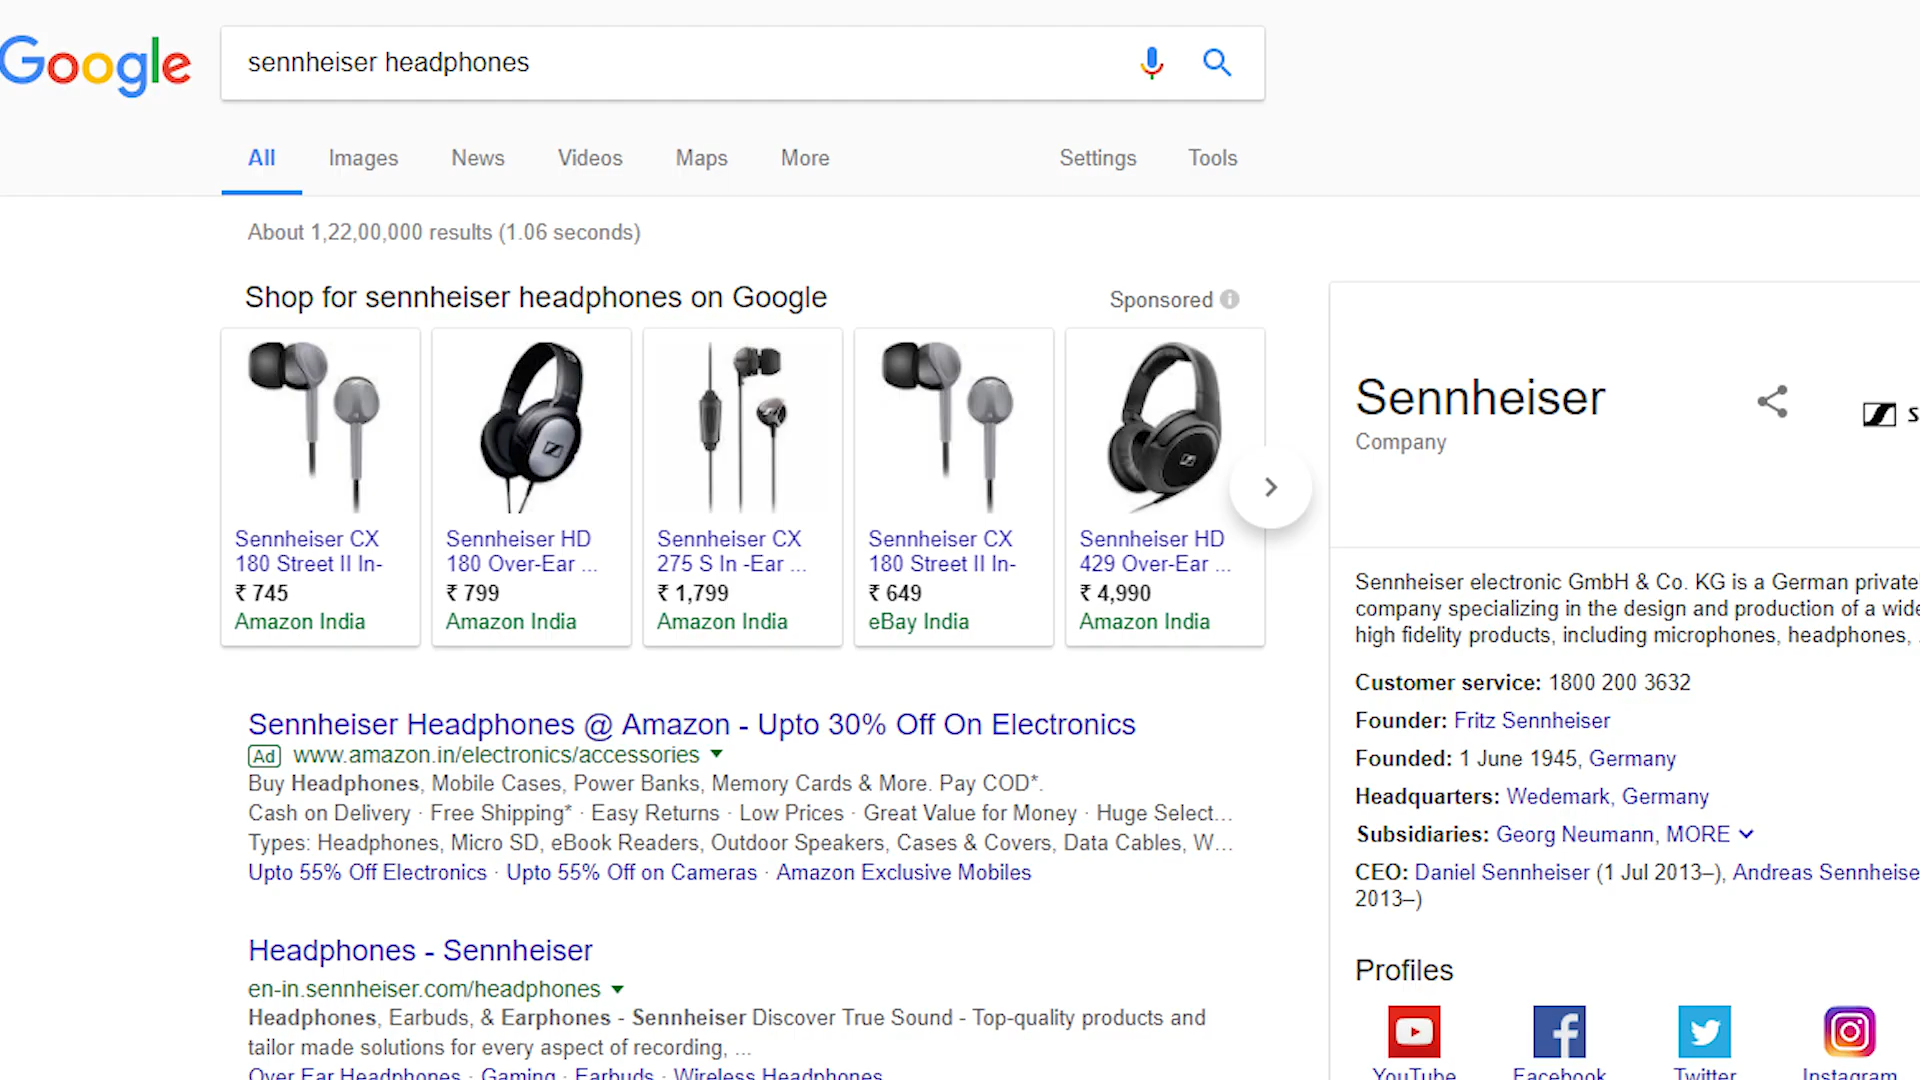 Google
sennheiser headphones
All Images News Videos Maps More Settings Tools
About 1,22,00,000 results (1.06 seconds)
Shop for sennheiser headphones on Google
Sponsored
Sennheiser CX
180 Street II In-
₹ 745
Amazon India
Sennheiser HD
180 Over-Ear ...
₹ 799
Amazon India
Sennheiser CX
275 S In -Ear ...
₹ 1,799
Amazon India
Sennheiser CX
180 Street II In-
₹ 649
eBay India
Sennheiser HD
429 Over-Ear ...
₹ 4,990
Amazon India
Sennheiser Headphones @ Amazon - Upto 30% Off On Electronics
Ad www.amazon.in/electronics/accessories
Buy Headphones, Mobile Cases, Power Banks, Memory Cards & More. Pay COD*.
Cash on Delivery · Free Shipping* · Easy Returns · Low Prices · Great Value for Money · Huge Select...
Types: Headphones, Micro SD, eBook Readers, Outdoor Speakers, Cases & Covers, Data Cables, W...
Upto 55% Off Electronics · Upto 55% Off on Cameras · Amazon Exclusive Mobiles
Headphones - Sennheiser
en-in.sennheiser.com/headphones
Headphones, Earbuds, & Earphones - Sennheiser Discover True Sound - Top-quality products and
tailor made solutions for every aspect of recording, ...
Over Ear Headphones · Gaming · Earbuds · Wireless Headphones
Sennheiser
Company
S
Sennheiser electronic GmbH & Co. KG is a German private
company specializing in the design and production of a wide
high fidelity products, including microphones, headphones, .
Customer service: 1800 200 3632
Founder: Fritz Sennheiser
Founded: 1 June 1945, Germany
Headquarters: Wedemark, Germany
Subsidiaries: Georg Neumann, MORE
CEO: Daniel Sennheiser (1 Jul 2013–), Andreas Sennheise
2013–)
Profiles
YouTube Facebook Twitter Instagram